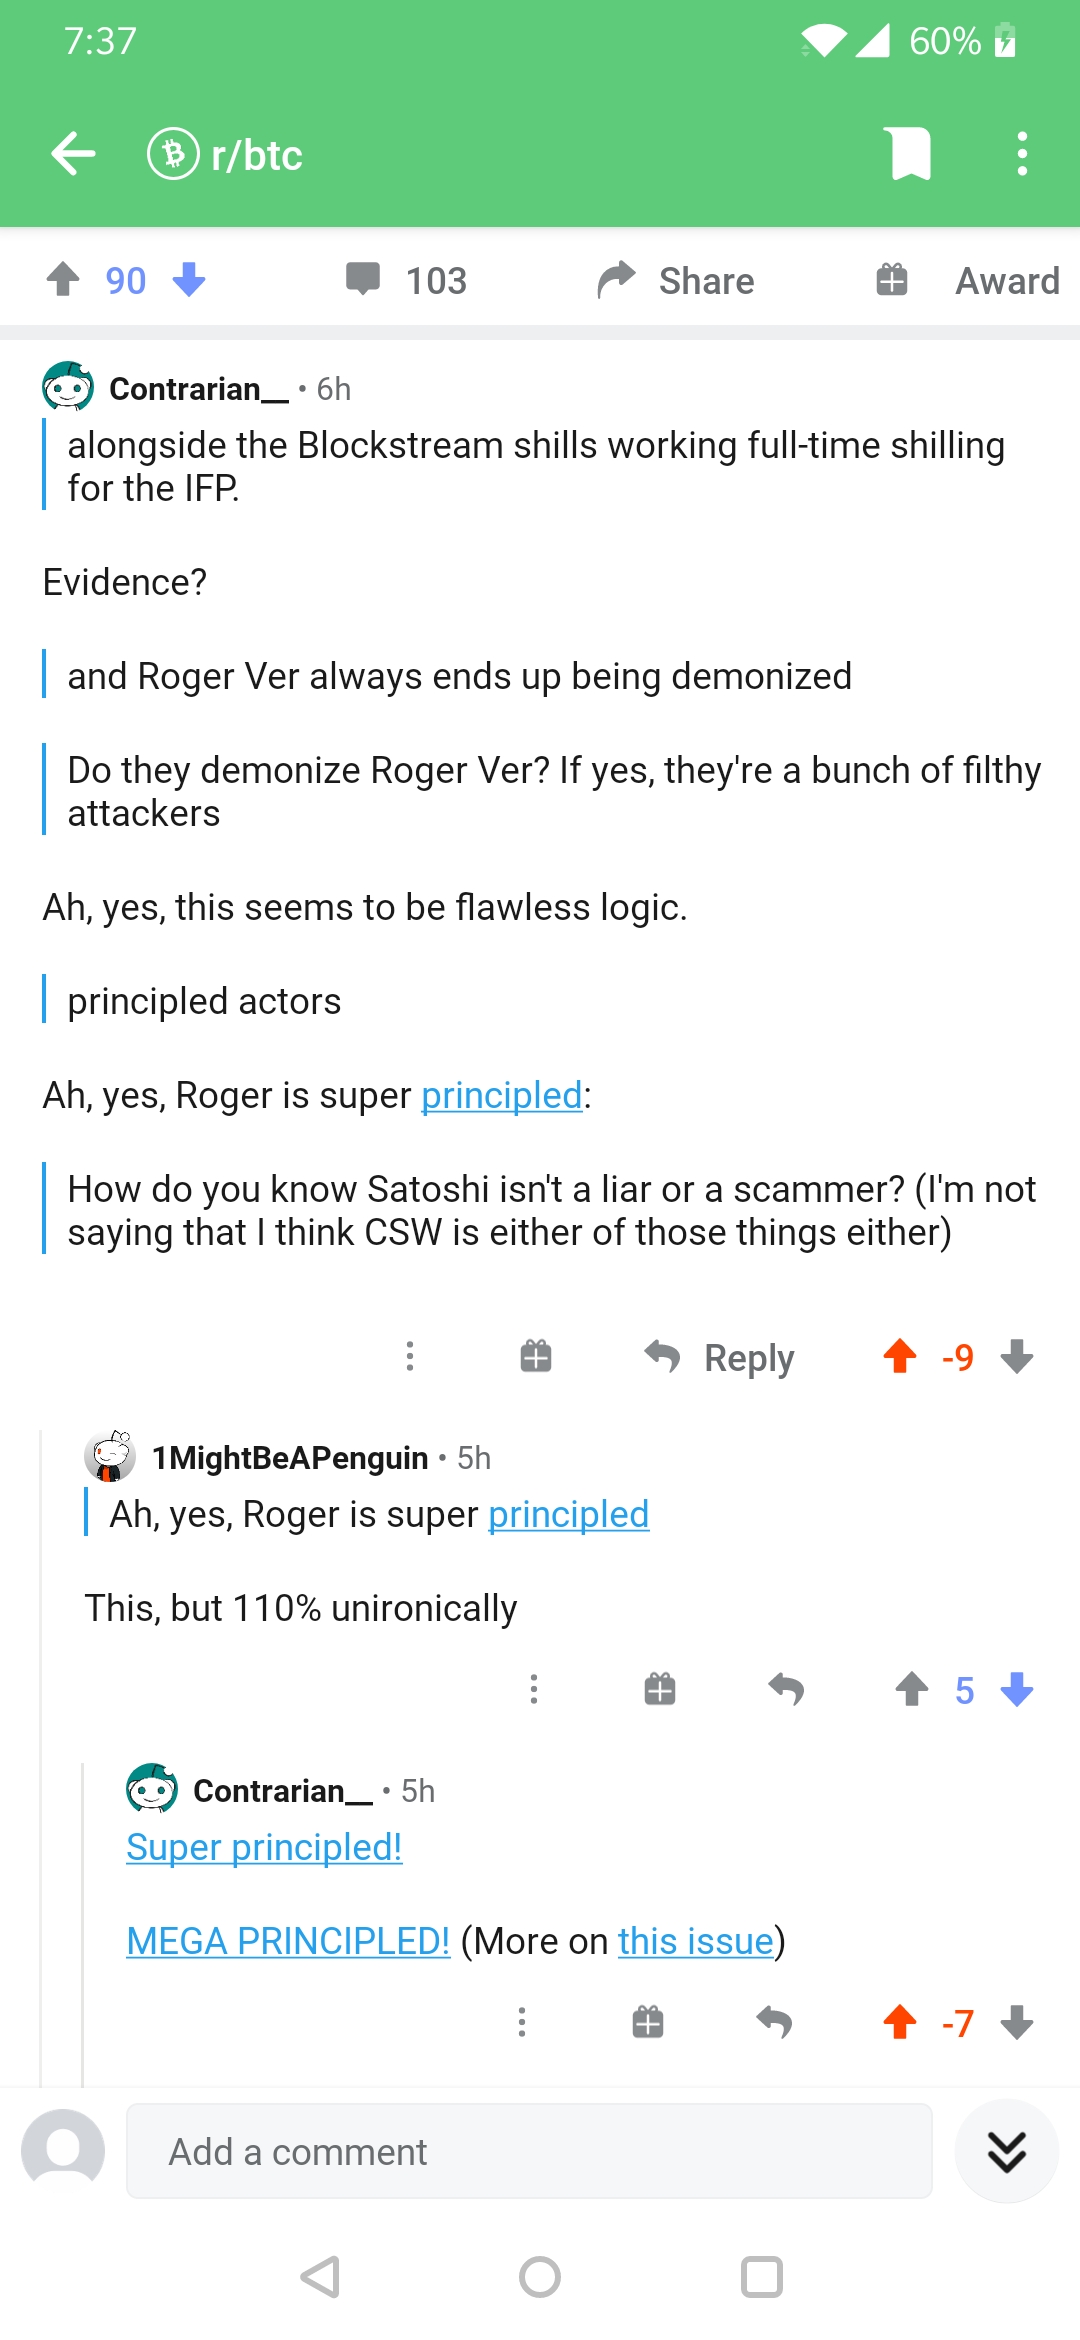 7:37
60%
r/btc
90
103
Share
Award
Contrarian__ • 6h
alongside the Blockstream shills working full-time shilling
for the IFP.
Evidence?
and Roger Ver always ends up being demonized
Do they demonize Roger Ver? If yes, they're a bunch of filthy
attackers
Ah, yes, this seems to be flawless logic.
principled actors
Ah, yes, Roger is super principled:
How do you know Satoshi isn't a liar or a scammer? (I'm not
saying that I think CSW is either of those things either)
Reply
-9
1MightBeAPenguin • 5h
Ah, yes, Roger is super principled
This, but 110% unironically
5
Contrarian__ • 5h
Super principled!
MEGA PRINCIPLED! (More on this issue)
-7
Add a comment